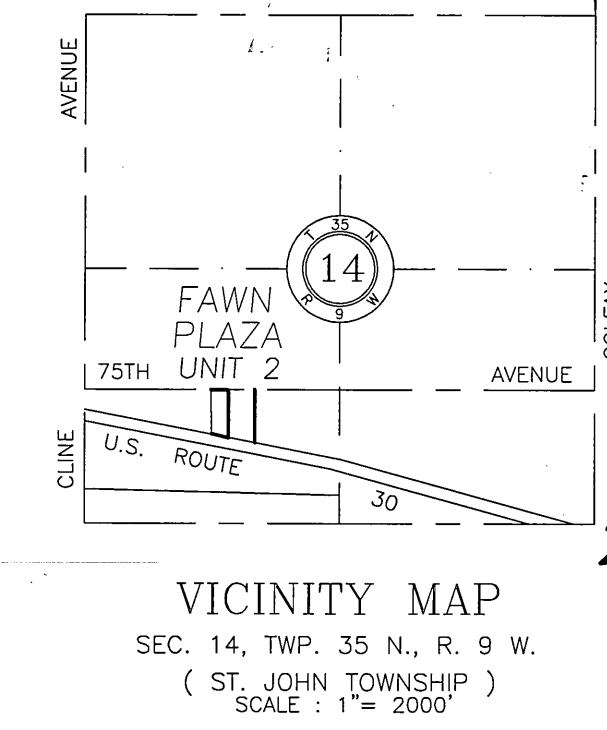 AVENUE
T 35 N
14
R 9 W
FAWN
PLAZA
UNIT 2
75TH
AVENUE
CLINE
U.S. ROUTE 30
VICINITY MAP
SEC. 14, TWP. 35 N., R. 9 W.
( ST. JOHN TOWNSHIP )
SCALE : 1"= 2000'